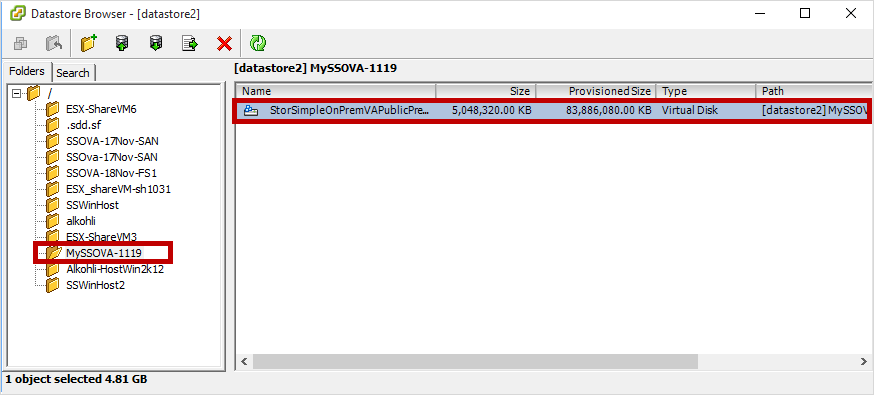 Datastore Browser - [datastore2]
Folders Search
[datastore2] MySSOVA-1119
/
ESX-ShareVM6
.sdd.sf
SSOVA-17Nov-SAN
SSOva-17Nov-SAN
SSOVA-18Nov-FS1
ESX_shareVM-sh1031
SSWinHost
alkohli
ESX-ShareVM3
MySSOVA-1119
Alkohli-HostWin2k12
SSWinHost2
Name Size Provisioned Size Type Path
StorSimpleOnPremVAPublicPre... 5,048,320.00 KB 83,886,080.00 KB Virtual Disk [datastore2] MySSOV
1 object selected 4.81 GB